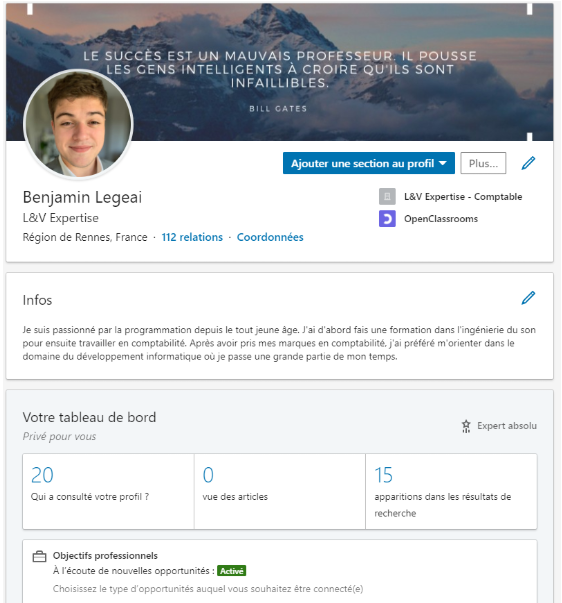 LE SUCCÈS EST UN MAUVAIS PROFESSEUR. IL POUSSE
LES GENS INTELLIGENTS À CROIRE QU'ILS SONT
INFAILLIBLES.
BILL GATES
Ajouter une section au profil
Plus...
Benjamin Legeai
L&V Expertise
Région de Rennes, France · 112 relations · Coordonnées
L&V Expertise - Comptable
OpenClassrooms
Infos
Je suis passionné par la programmation depuis le tout jeune âge. J'ai d'abord fais une formation dans l'ingénierie du son
pour ensuite travailler en comptabilité. Après avoir pris mes marques en comptabilité, j'ai préféré m'orienter dans le
domaine du développement informatique où je passe une grande partie de mon temps.
Votre tableau de bord
Privé pour vous
Expert absolu
20
Qui a consulté votre profil ?
0
vue des articles
15
apparitions dans les résultats de
recherche
Objectifs professionnels
À l'écoute de nouvelles opportunités : Activé
Choisissez le type d'opportunités auquel vous souhaitez être connecté(e)